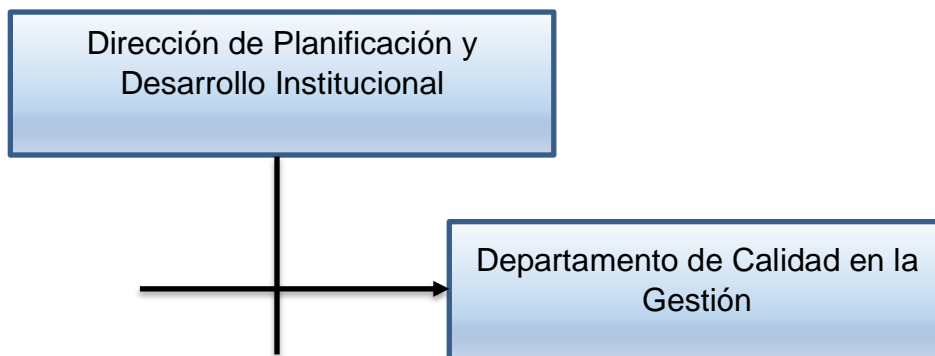 Dirección de Planificación y
Desarrollo Institucional
Departamento de Calidad en la
Gestión